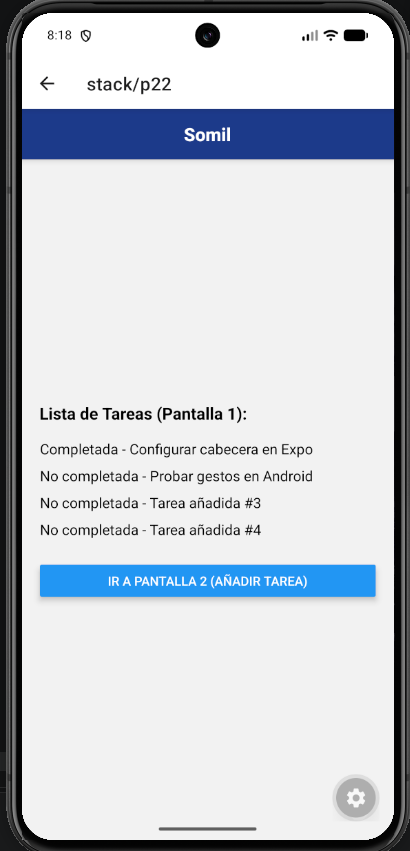 8:18
stack/p22
Somil
Lista de Tareas (Pantalla 1):
Completada - Configurar cabecera en Expo
No completada - Probar gestos en Android
No completada - Tarea añadida #3
No completada - Tarea añadida #4
IR A PANTALLA 2 (AÑADIR TAREA)